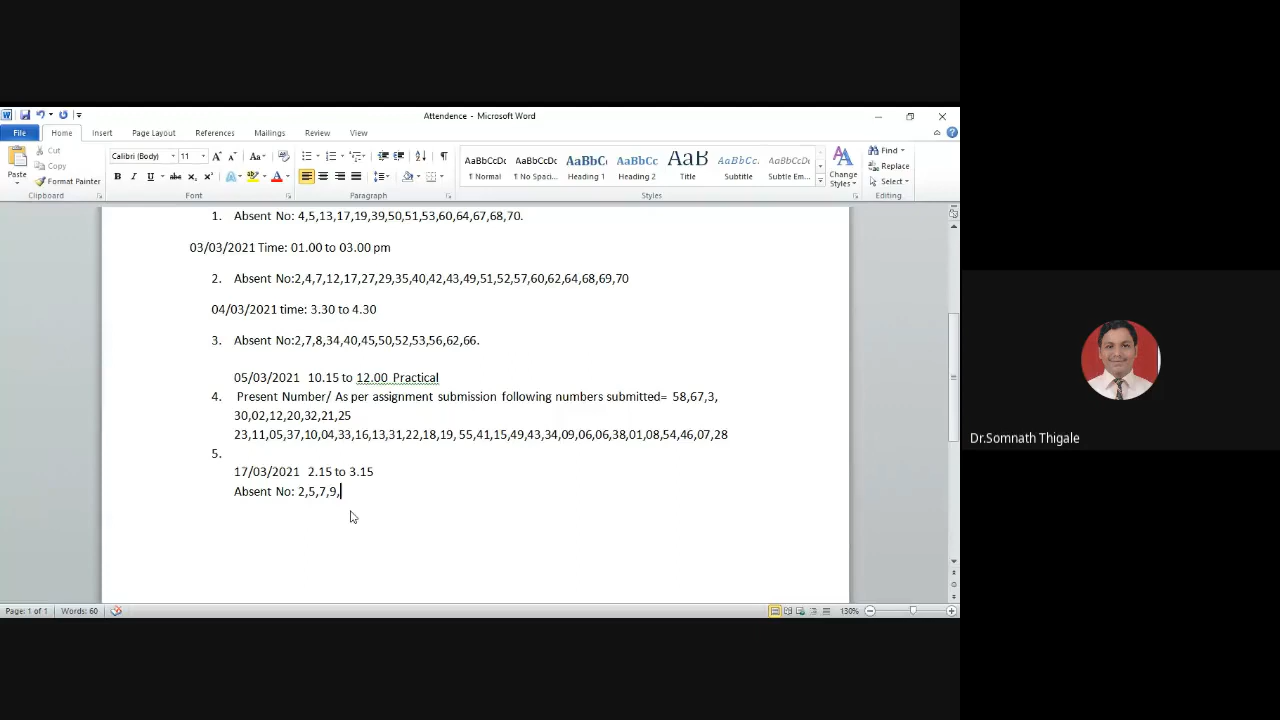 Attendence - Microsoft Word
File Home Insert Page Layout References Mailings Review View
Cut
Copy
Format Painter
Paste
Calibri (Body) 11
AaBbCcDc AaBbCcDc AaBbC AaBbCc AaB AaBbCc. AaBbCcDi
¶ Normal ¶ No Spaci... Heading 1 Heading 2 Title Subtitle Subtle Em...
Change Styles
Find
Replace
Select
Clipboard Font Paragraph Styles Editing
1. Absent No: 4,5,13,17,19,39,50,51,53,60,64,67,68,70.
03/03/2021 Time: 01.00 to 03.00 pm
2. Absent No:2,4,7,12,17,27,29,35,40,42,43,49,51,52,57,60,62,64,68,69,70
04/03/2021 time: 3.30 to 4.30
3. Absent No:2,7,8,34,40,45,50,52,53,56,62,66.
05/03/2021 10.15 to 12.00 Practical
4. Present Number/ As per assignment submission following numbers submitted= 58,67,3,
30,02,12,20,32,21,25
23,11,05,37,10,04,33,16,13,31,22,18,19, 55,41,15,49,43,34,09,06,06,38,01,08,54,46,07,28
5.
17/03/2021 2.15 to 3.15
Absent No: 2,5,7,9,
Page: 1 of 1 Words: 60 130%
Dr.Somnath Thigale